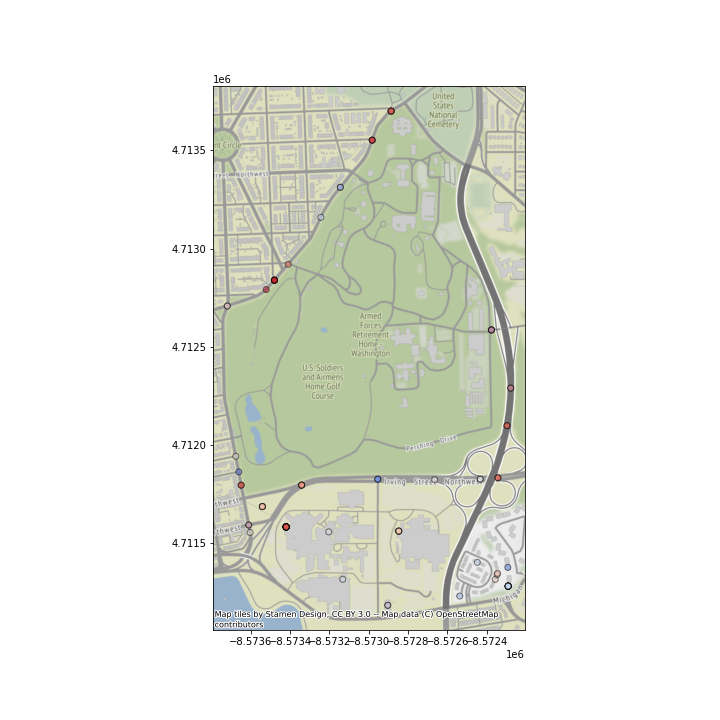 1e6
4.7135
4.7130
4.7125
4.7120
4.7115
United
States
National
Cemetery
nt Circle
Northwest
Armed
Forces
Retirement
Home -
Washington
U.S. Soldiers
and Airmens
Home Golf
Course
Pershing Drive
Irving Street Northwest
thwest
thwest
Michigan
Map tiles by Stamen Design, CC BY 3.0 -- Map data (C) OpenStreetMap
contributors
−8.5736−8.5734−8.5732−8.5730−8.5728−8.5726−8.5724
1e6